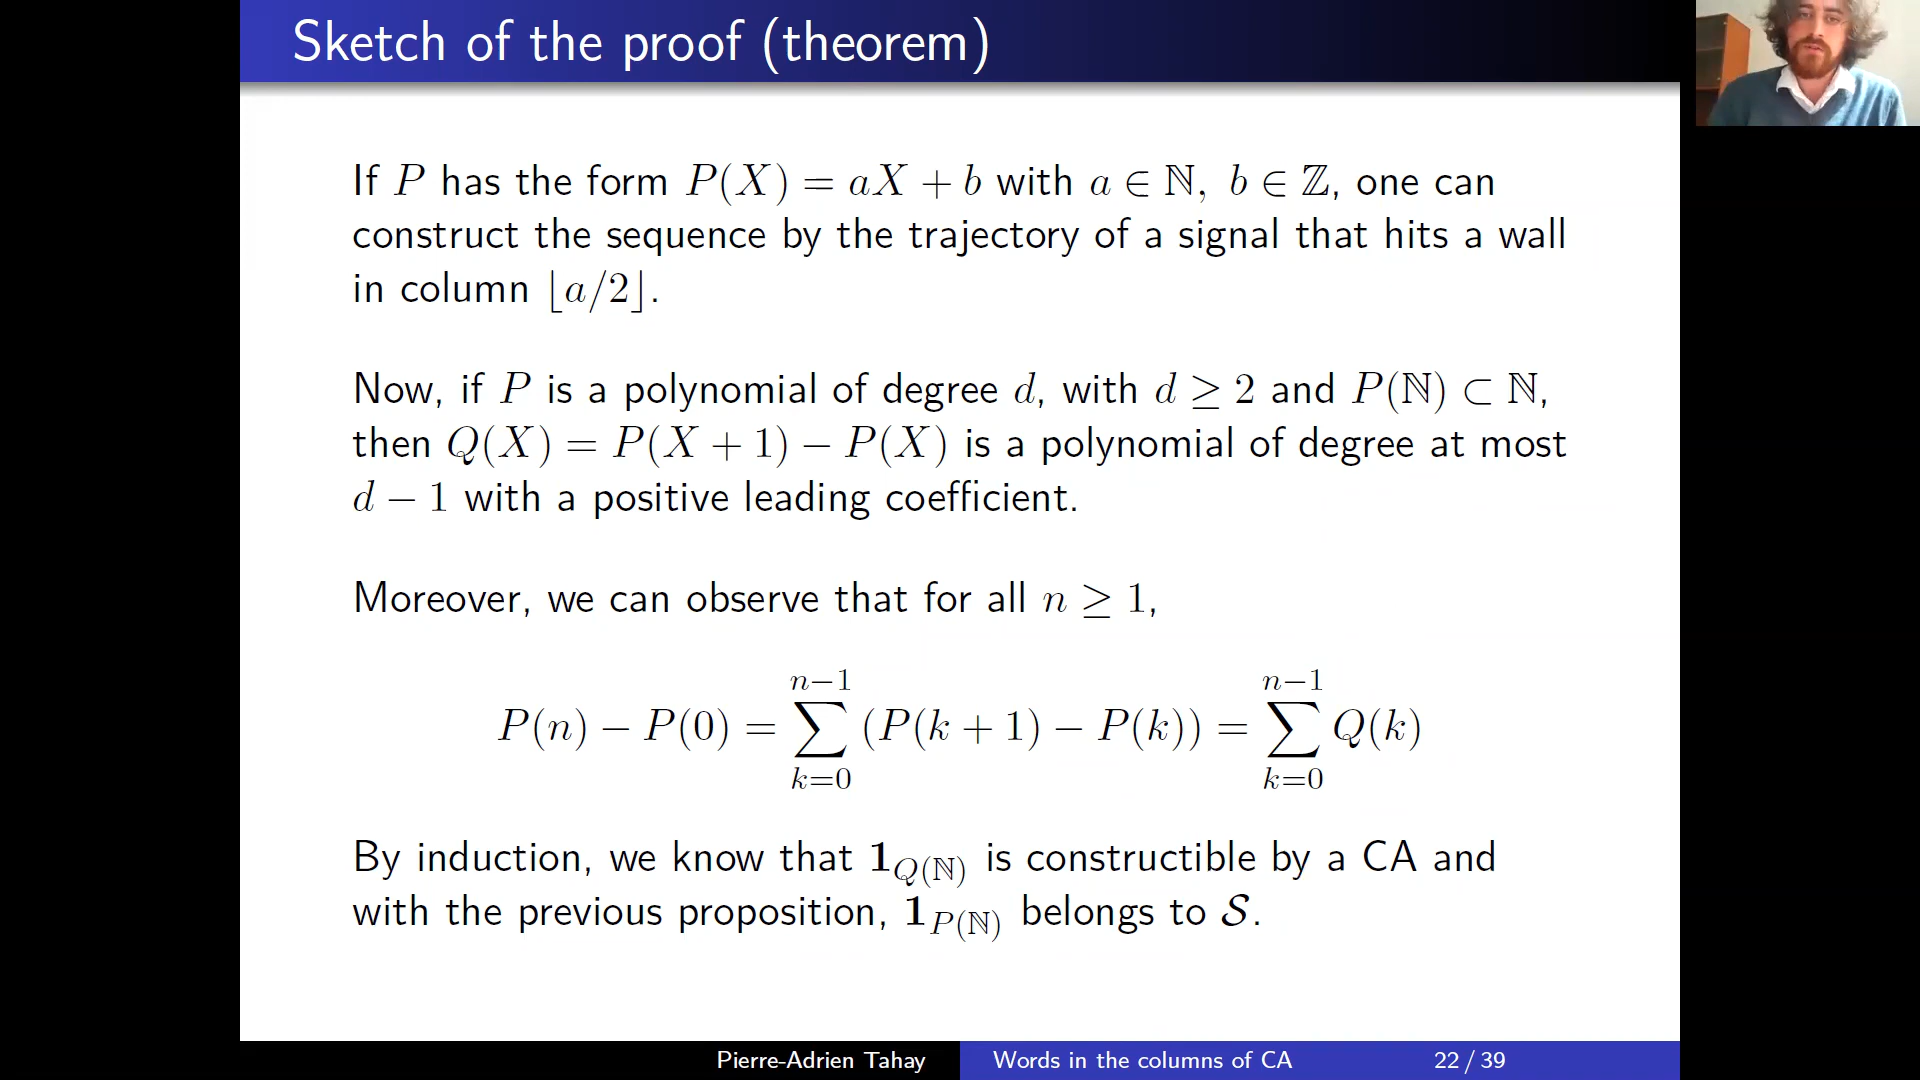 Sketch of the proof (theorem)
If P has the form P(X) = aX + b with a ∈ ℕ, b ∈ ℤ, one can
construct the sequence by the trajectory of a signal that hits a wall
in column ⌊a/2⌋.
Now, if P is a polynomial of degree d, with d ≥ 2 and P(ℕ) ⊂ ℕ,
then Q(X) = P(X + 1) − P(X) is a polynomial of degree at most
d − 1 with a positive leading coefficient.
Moreover, we can observe that for all n ≥ 1,
P(n) − P(0) = ∑_{k=0}^{n−1} (P(k + 1) − P(k)) = ∑_{k=0}^{n−1} Q(k)
By induction, we know that 𝟏_{Q(ℕ)} is constructible by a CA and
with the previous proposition, 𝟏_{P(ℕ)} belongs to 𝓢.
Pierre-Adrien Tahay Words in the columns of CA 22 / 39